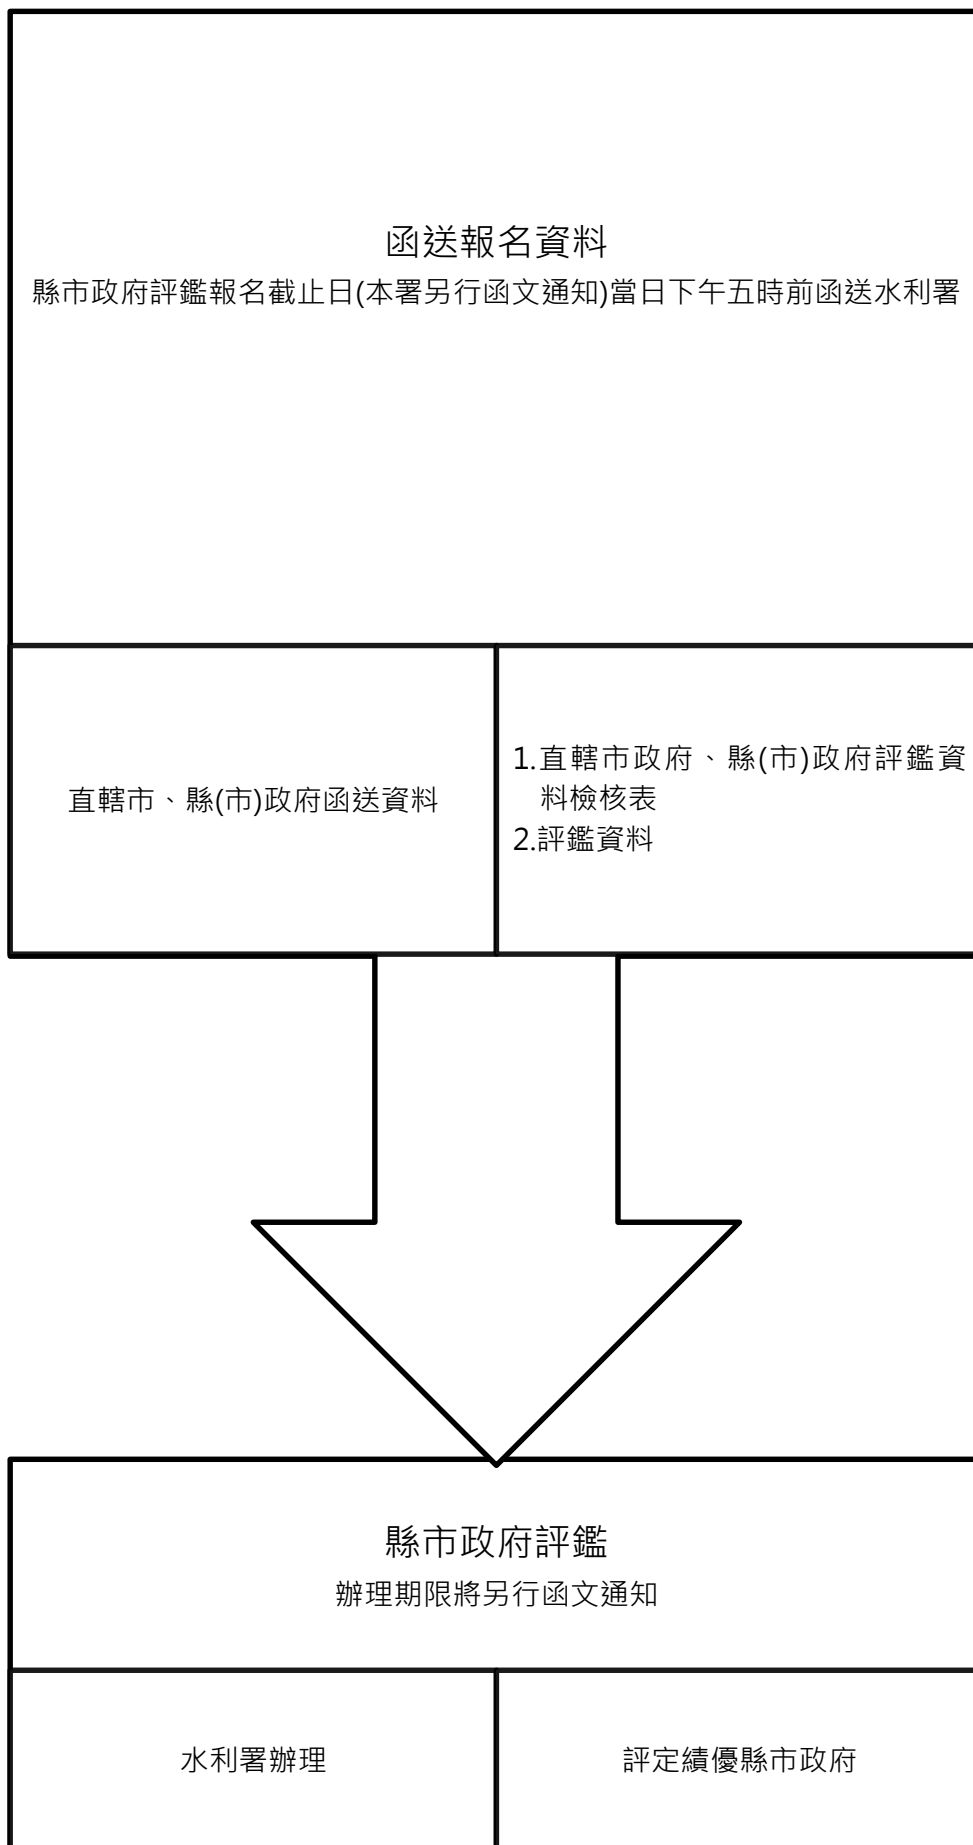 函送報名資料
縣市政府評鑑報名截止日(本署另行函文通知)當日下午五時前函送水利署
直轄市、縣(市)政府函送資料
1.直轄市政府、縣(市)政府評鑑資
料檢核表
2.評鑑資料
縣市政府評鑑
辦理期限將另行函文通知
水利署辦理
評定績優縣市政府